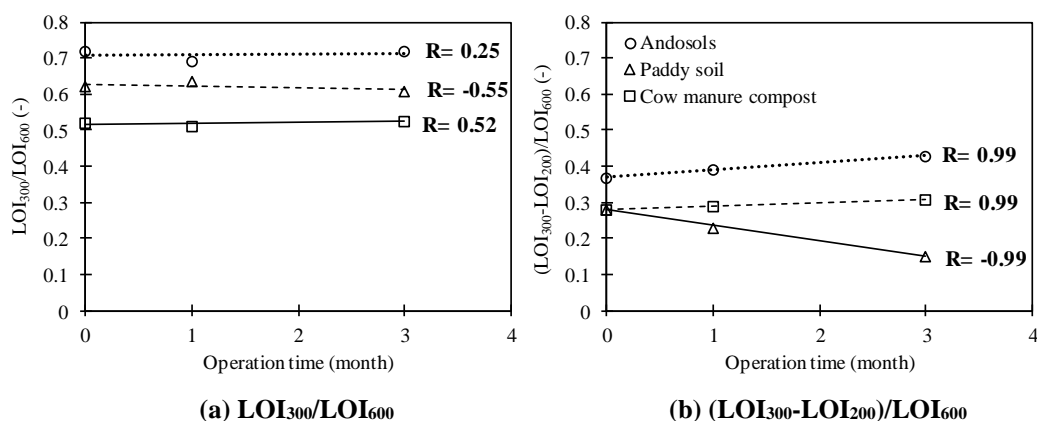 0.8
0.7
0.6
0.5
0.4
0.3
0.2
0.1
0
LOI300/LOI600 (-)
R= 0.25
R= -0.55
R= 0.52
0 1 2 3 4
Operation time (month)
(a) LOI300/LOI600
0.8
0.7
0.6
0.5
0.4
0.3
0.2
0.1
0
(LOI300-LOI200)/LOI600 (-)
Andosols
Paddy soil
Cow manure compost
R= 0.99
R= 0.99
R= -0.99
0 1 2 3 4
Operation time (month)
(b) (LOI300-LOI200)/LOI600